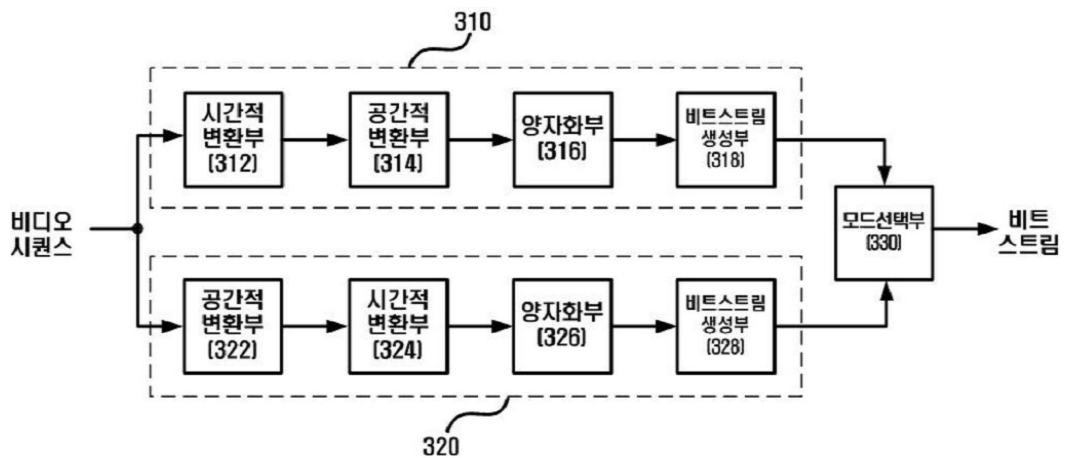 310
시간적
변환부
(312)
공간적
변환부
(314)
양자화부
(316)
비트스트림
생성부
(318)
비디오
시퀀스
모드선택부
(330)
비트
스트림
공간적
변환부
(322)
시간적
변환부
(324)
양자화부
(326)
비트스트림
생성부
(328)
320